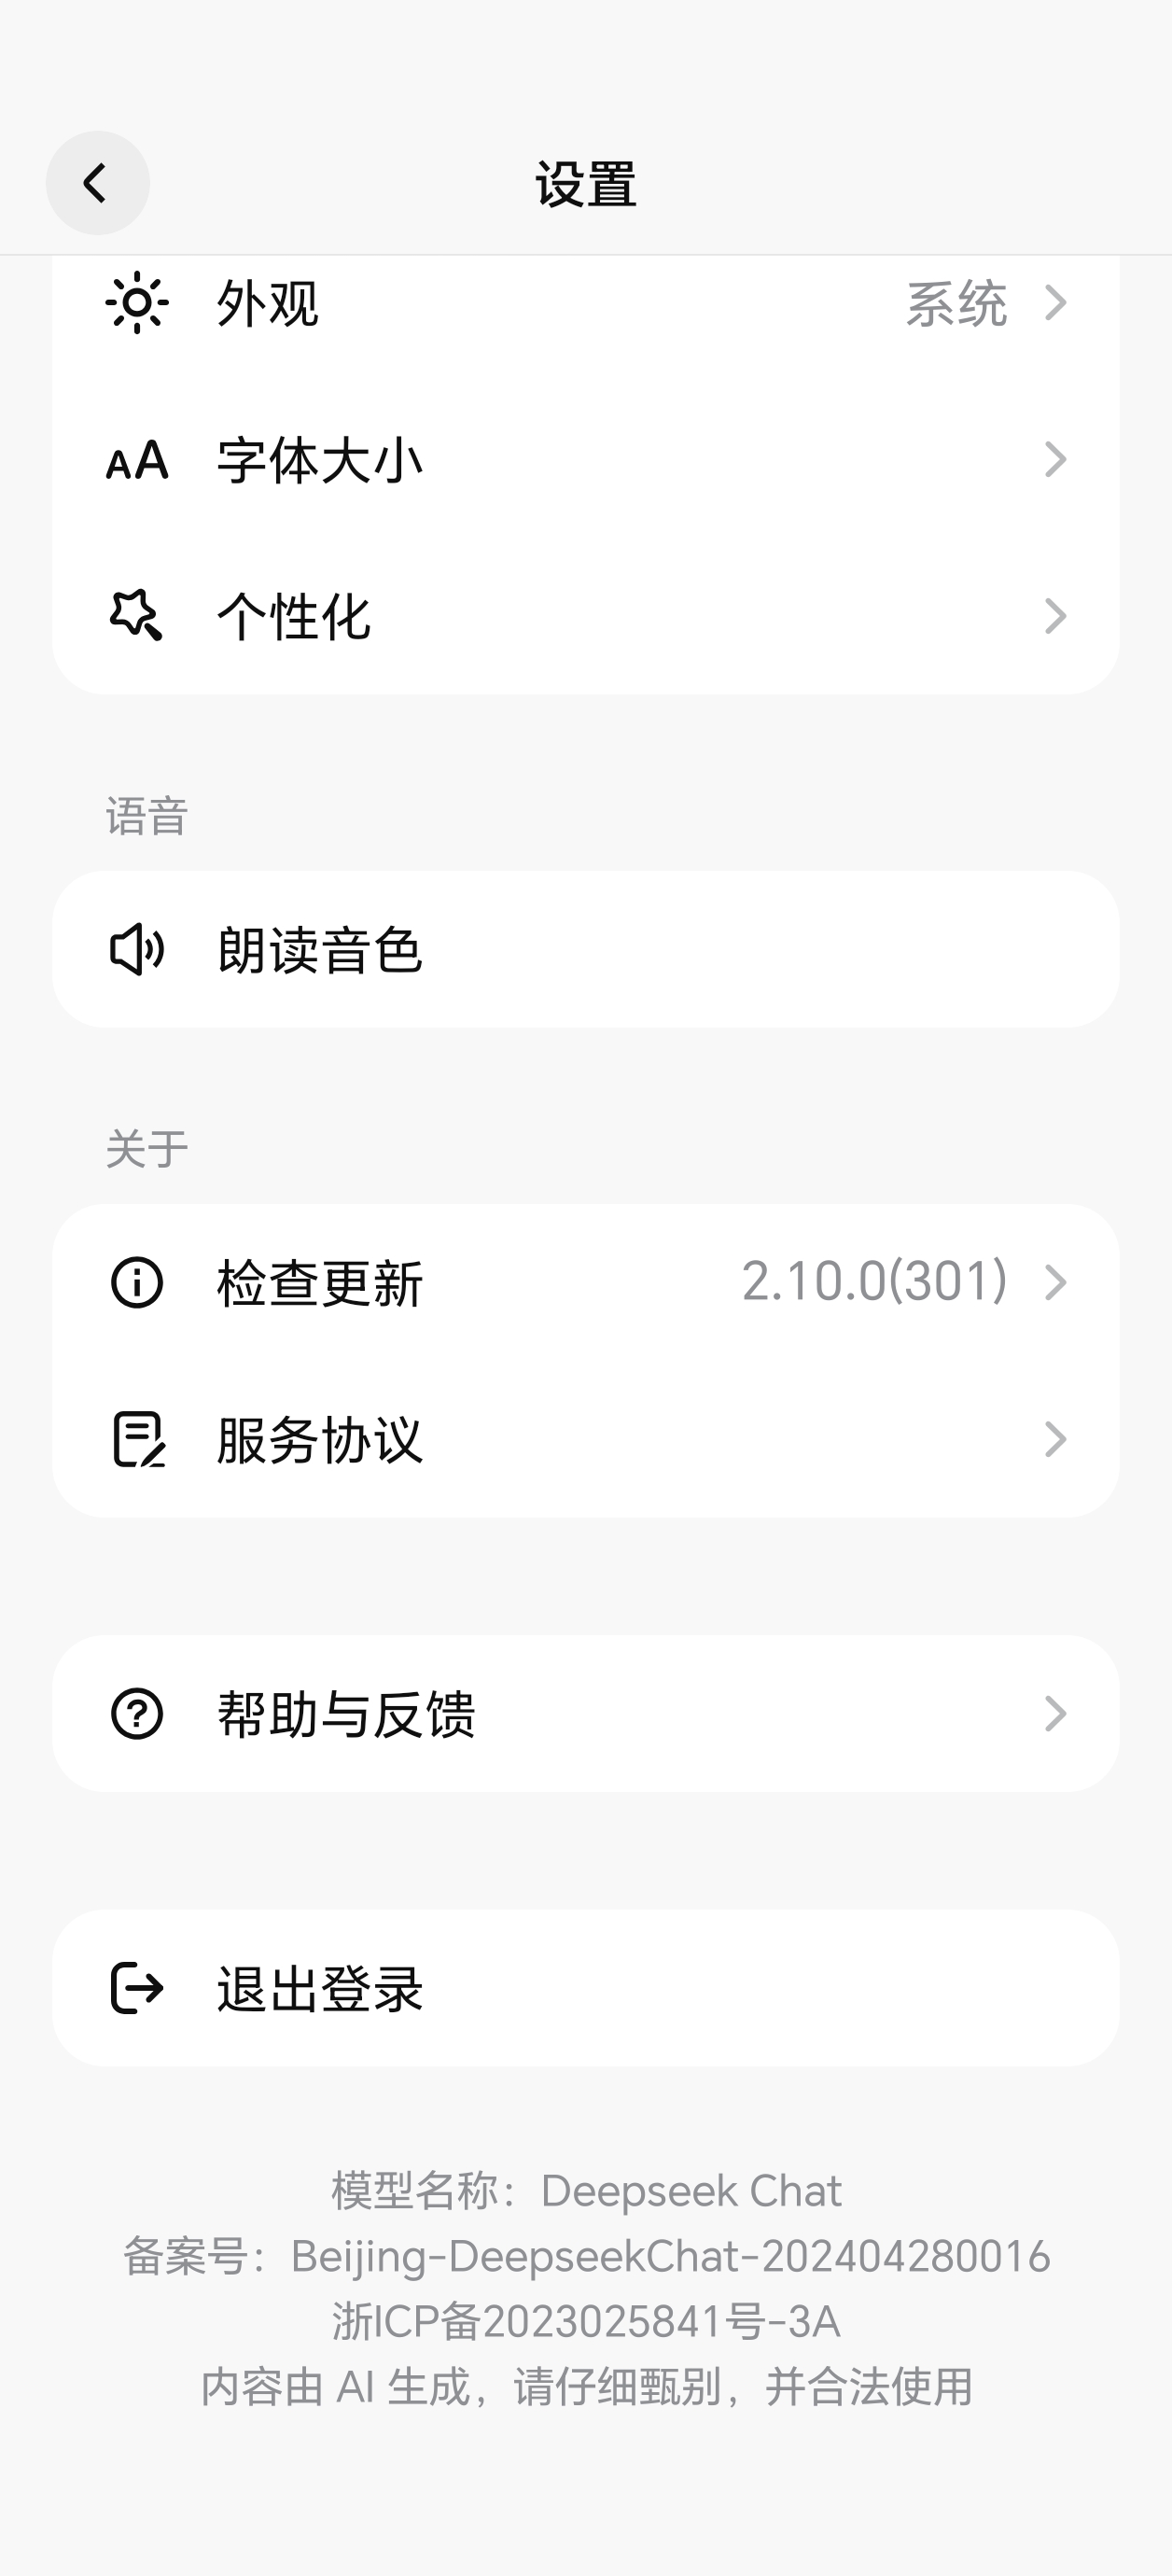 设置
外观 系统
字体大小
个性化
语音
朗读音色
关于
检查更新 2.10.0(301)
服务协议
帮助与反馈
退出登录
模型名称：Deepseek Chat
备案号：Beijing-DeepseekChat-202404280016
浙ICP备2023025841号-3A
内容由 AI 生成，请仔细甄别，并合法使用